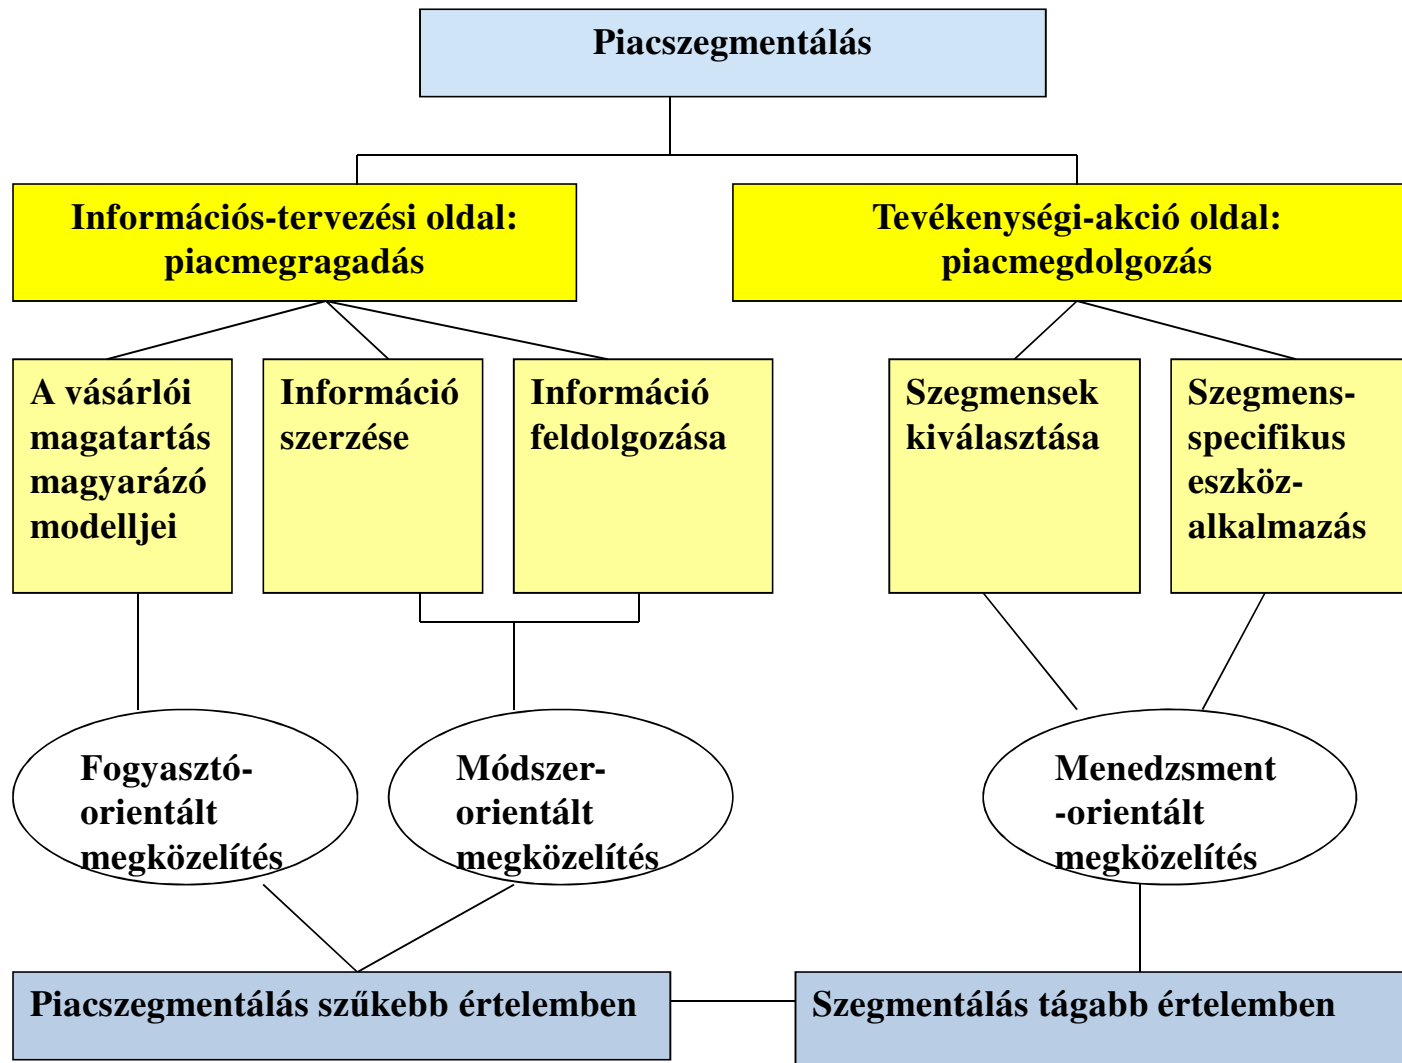 Piacszegmentálás
Információs-tervezési oldal:
piacmegragadás
Tevékenységi-akció oldal:
piacmegdolgozás
A vásárlói
magatartás
magyarázó
modelljei
Információ
szerzése
Információ
feldolgozása
Szegmensek
kiválasztása
Szegmens-
specifikus
eszköz-
alkalmazás
Fogyasztó-
orientált
megközelítés
Módszer-
orientált
megközelítés
Menedzsment
-orientált
megközelítés
Piacszegmentálás szűkebb értelemben
Szegmentálás tágabb értelemben